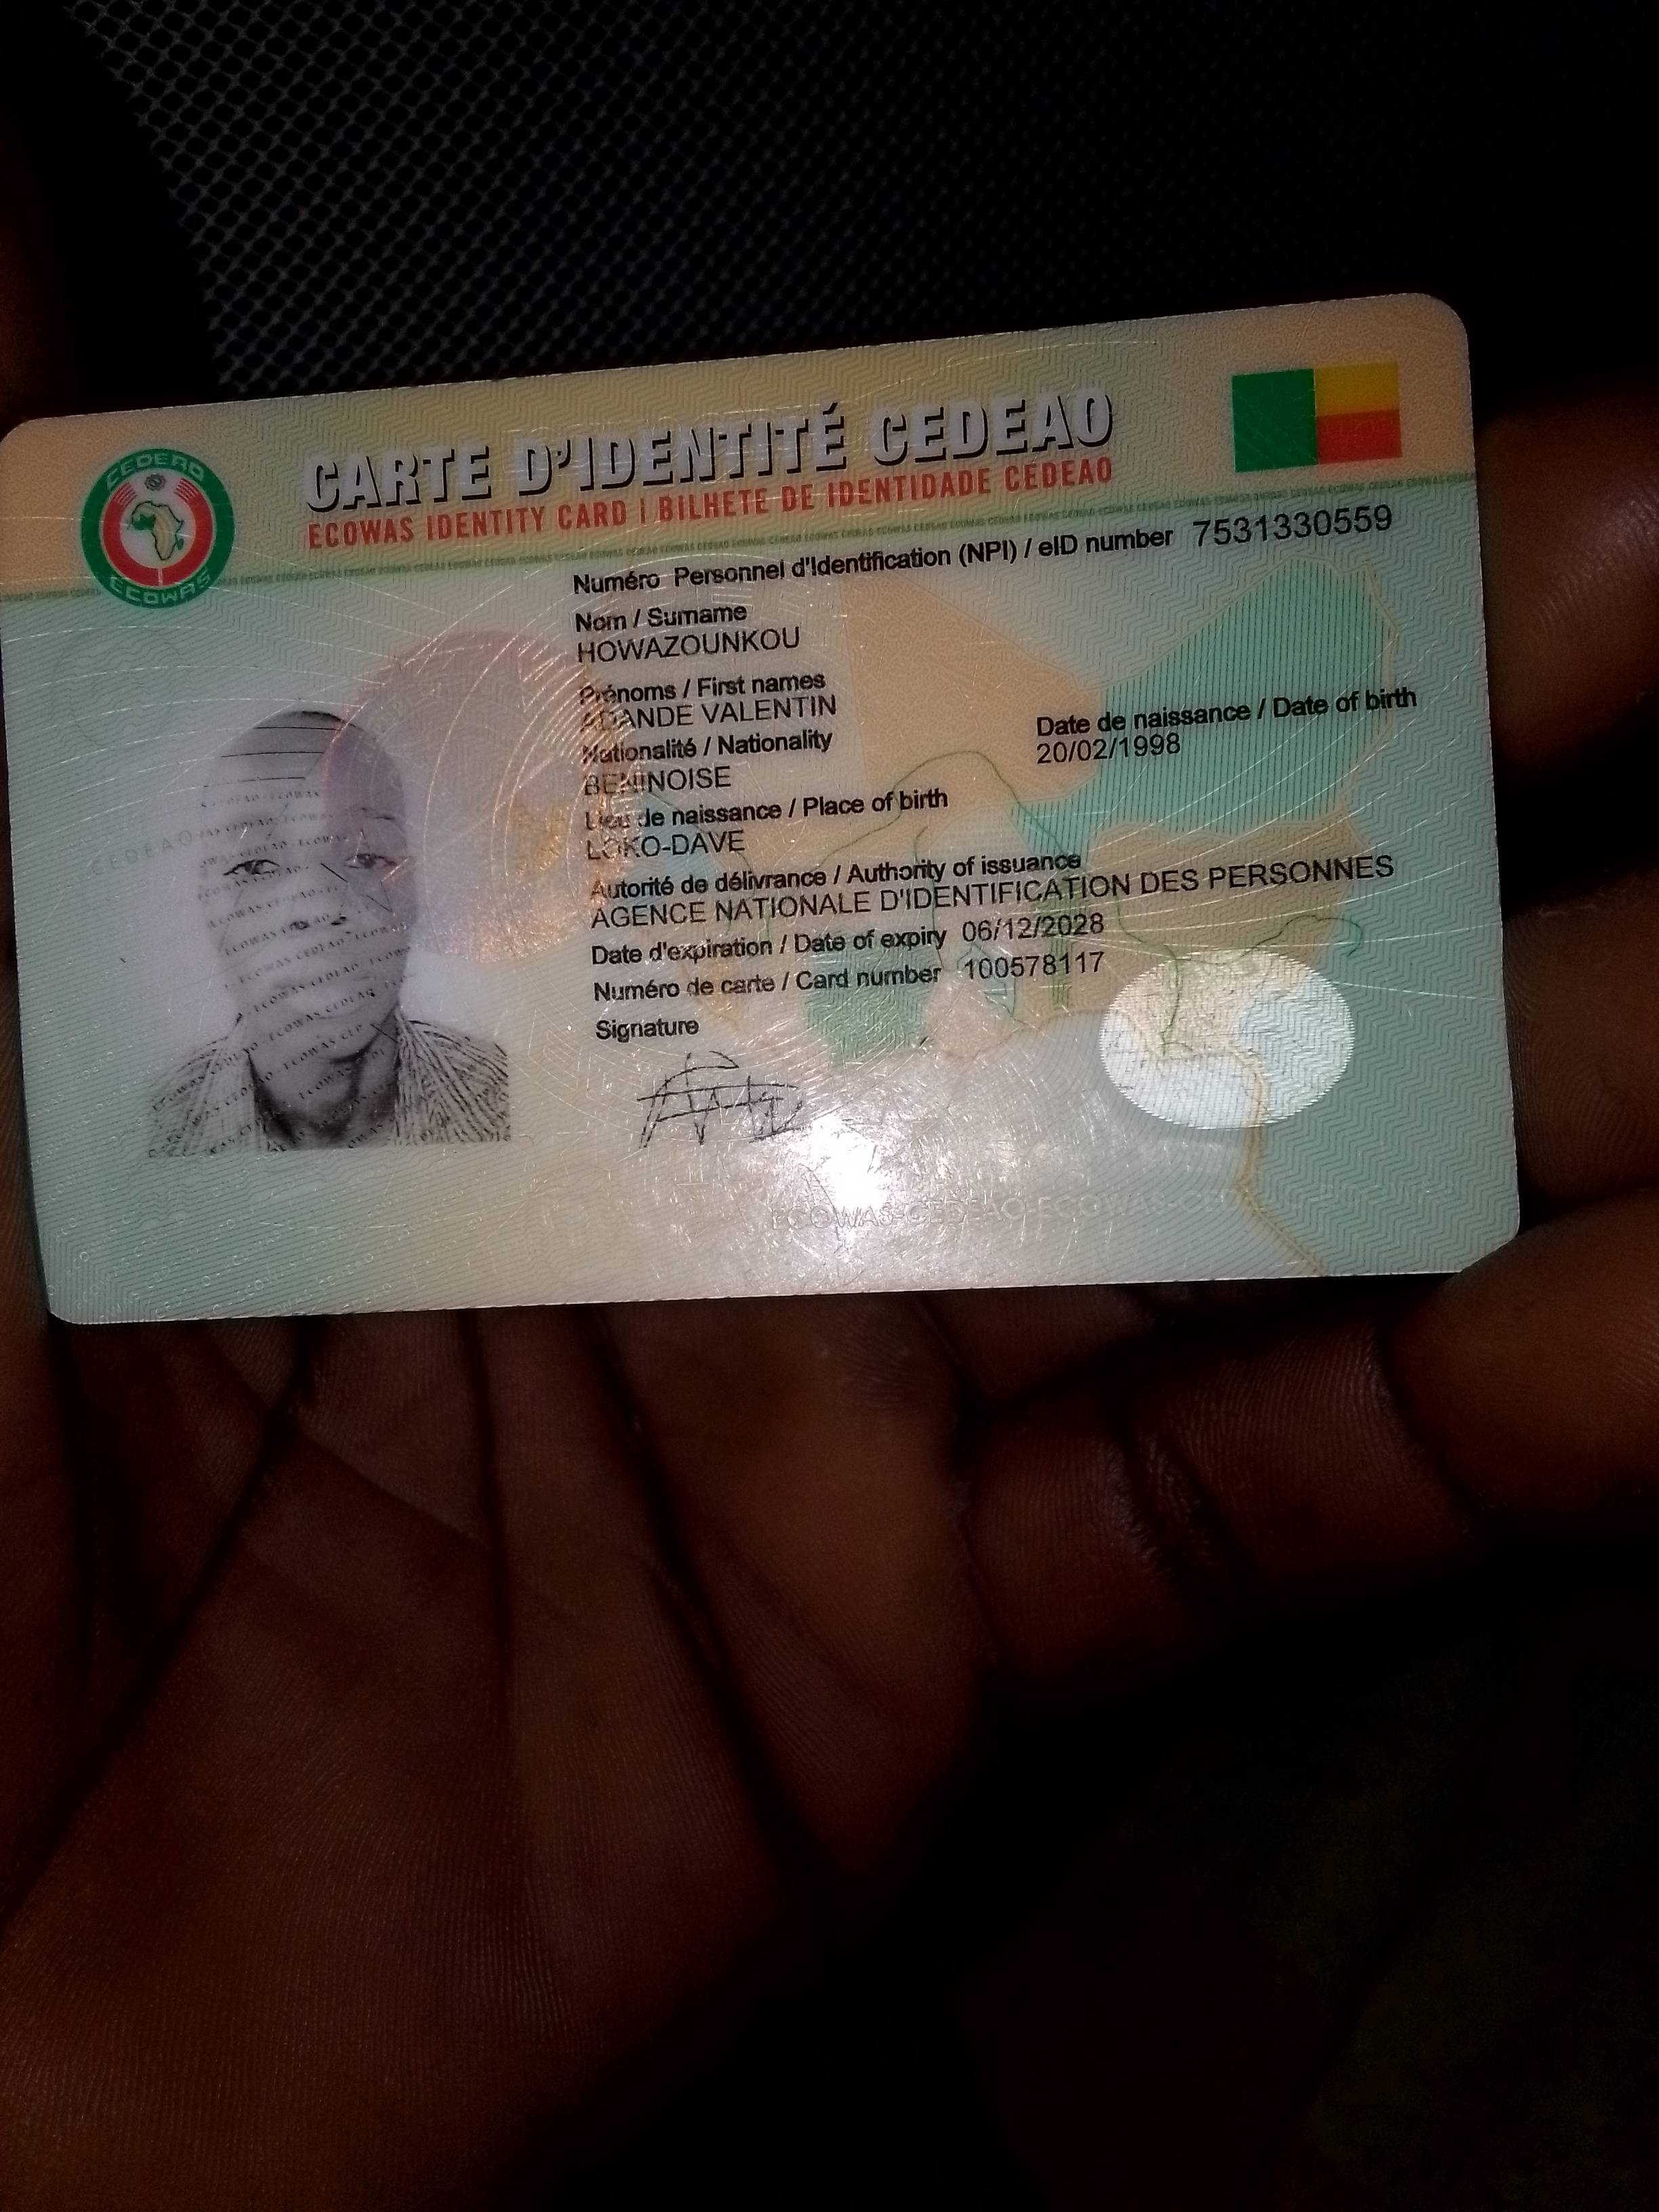 CARTE D'IDENTITÉ CEDEAO
ECOWAS IDENTITY CARD | BILHETE DE IDENTIDADE CEDEAO
CEDEAO
ECOWAS
Numéro Personnel d'Identification (NPI) / eID number 7531330559
Nom / Surname
HOWAZOUNKOU
Prénoms / First names
ADANDE VALENTIN
Nationalité / Nationality
BENINOISE
Date de naissance / Date of birth
20/02/1998
Lieu de naissance / Place of birth
LOKO-DAVE
Autorité de délivrance / Authority of issuance
AGENCE NATIONALE D'IDENTIFICATION DES PERSONNES
Date d'expiration / Date of expiry 06/12/2028
Numéro de carte / Card number 100578117
Signature
ECOWAS-CEDEAO-ECOWAS-